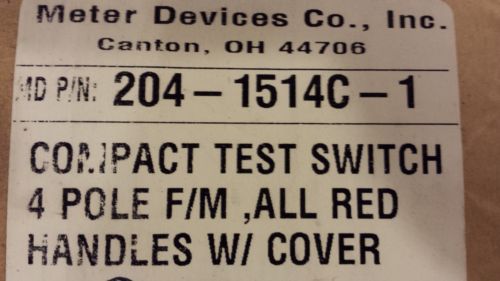 Meter Devices Co., Inc.
Canton, OH 44706
MD P/N: 204-1514C-1
COMPACT TEST SWITCH
4 POLE F/M ,ALL RED
HANDLES W/ COVER